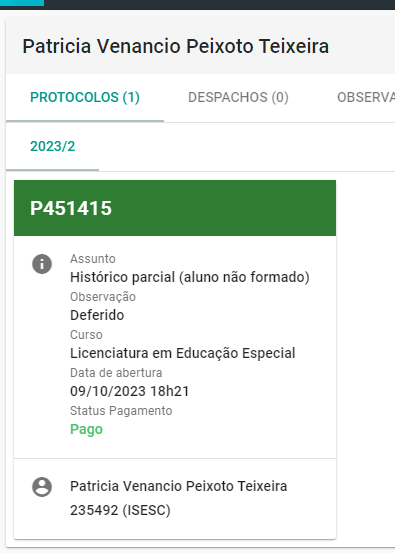 Patricia Venancio Peixoto Teixeira
PROTOCOLOS (1) DESPACHOS (0) OBSERVA
2023/2
P451415
Assunto
Histórico parcial (aluno não formado)
Observação
Deferido
Curso
Licenciatura em Educação Especial
Data de abertura
09/10/2023 18h21
Status Pagamento
Pago
Patricia Venancio Peixoto Teixeira
235492 (ISESC)